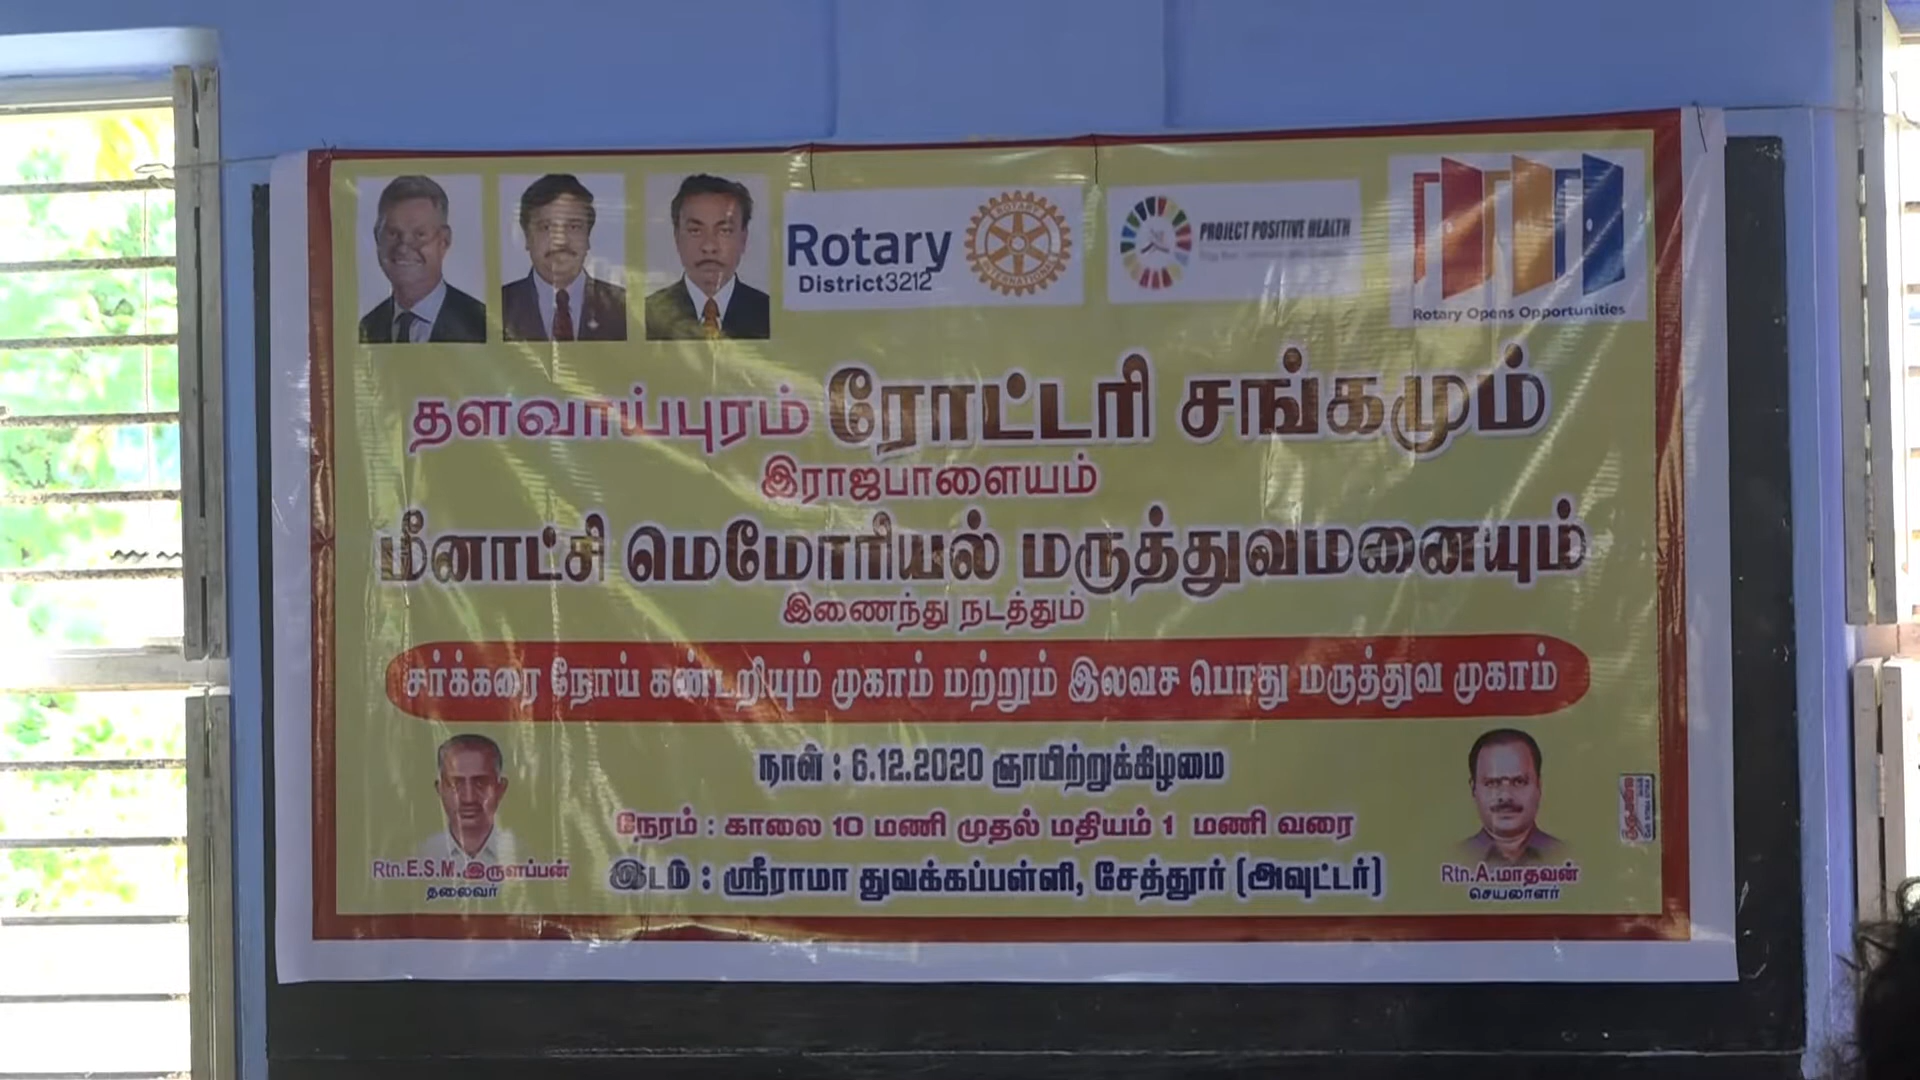 Rotary
District3212
ROTARY INTERNATIONAL
PROJECT POSITIVE HEALTH
Rotary Opens Opportunities
தளவாய்புரம் ரோட்டரி சங்கமும்
இராஜபாளையம்
மீனாட்சி மெமோரியல் மருத்துவமனையும்
இணைந்து நடத்தும்
சர்க்கரை நோய் கண்டறியும் முகாம் மற்றும் இலவச பொது மருத்துவ முகாம்
நாள் : 6.12.2020 ஞாயிற்றுக்கிழமை
நேரம் : காலை 10 மணி முதல் மதியம் 1 மணி வரை
இடம் : ஸ்ரீராமா துவக்கப்பள்ளி, சேத்தூர் (அவுட்டர்)
Rtn.E.S.M.இருளப்பன்
தலைவர்
Rtn.A.மாதவன்
செயலாளர்